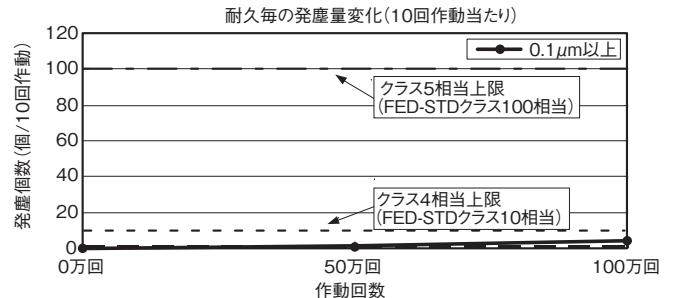 耐久毎の発塵量変化(10回作動当たり)
発塵個数(個/10回作動)
120
100
80
60
40
20
0
0.1μm以上
クラス5相当上限
(FED-STDクラス100相当)
クラス4相当上限
(FED-STDクラス10相当)
0万回
50万回
100万回
作動回数